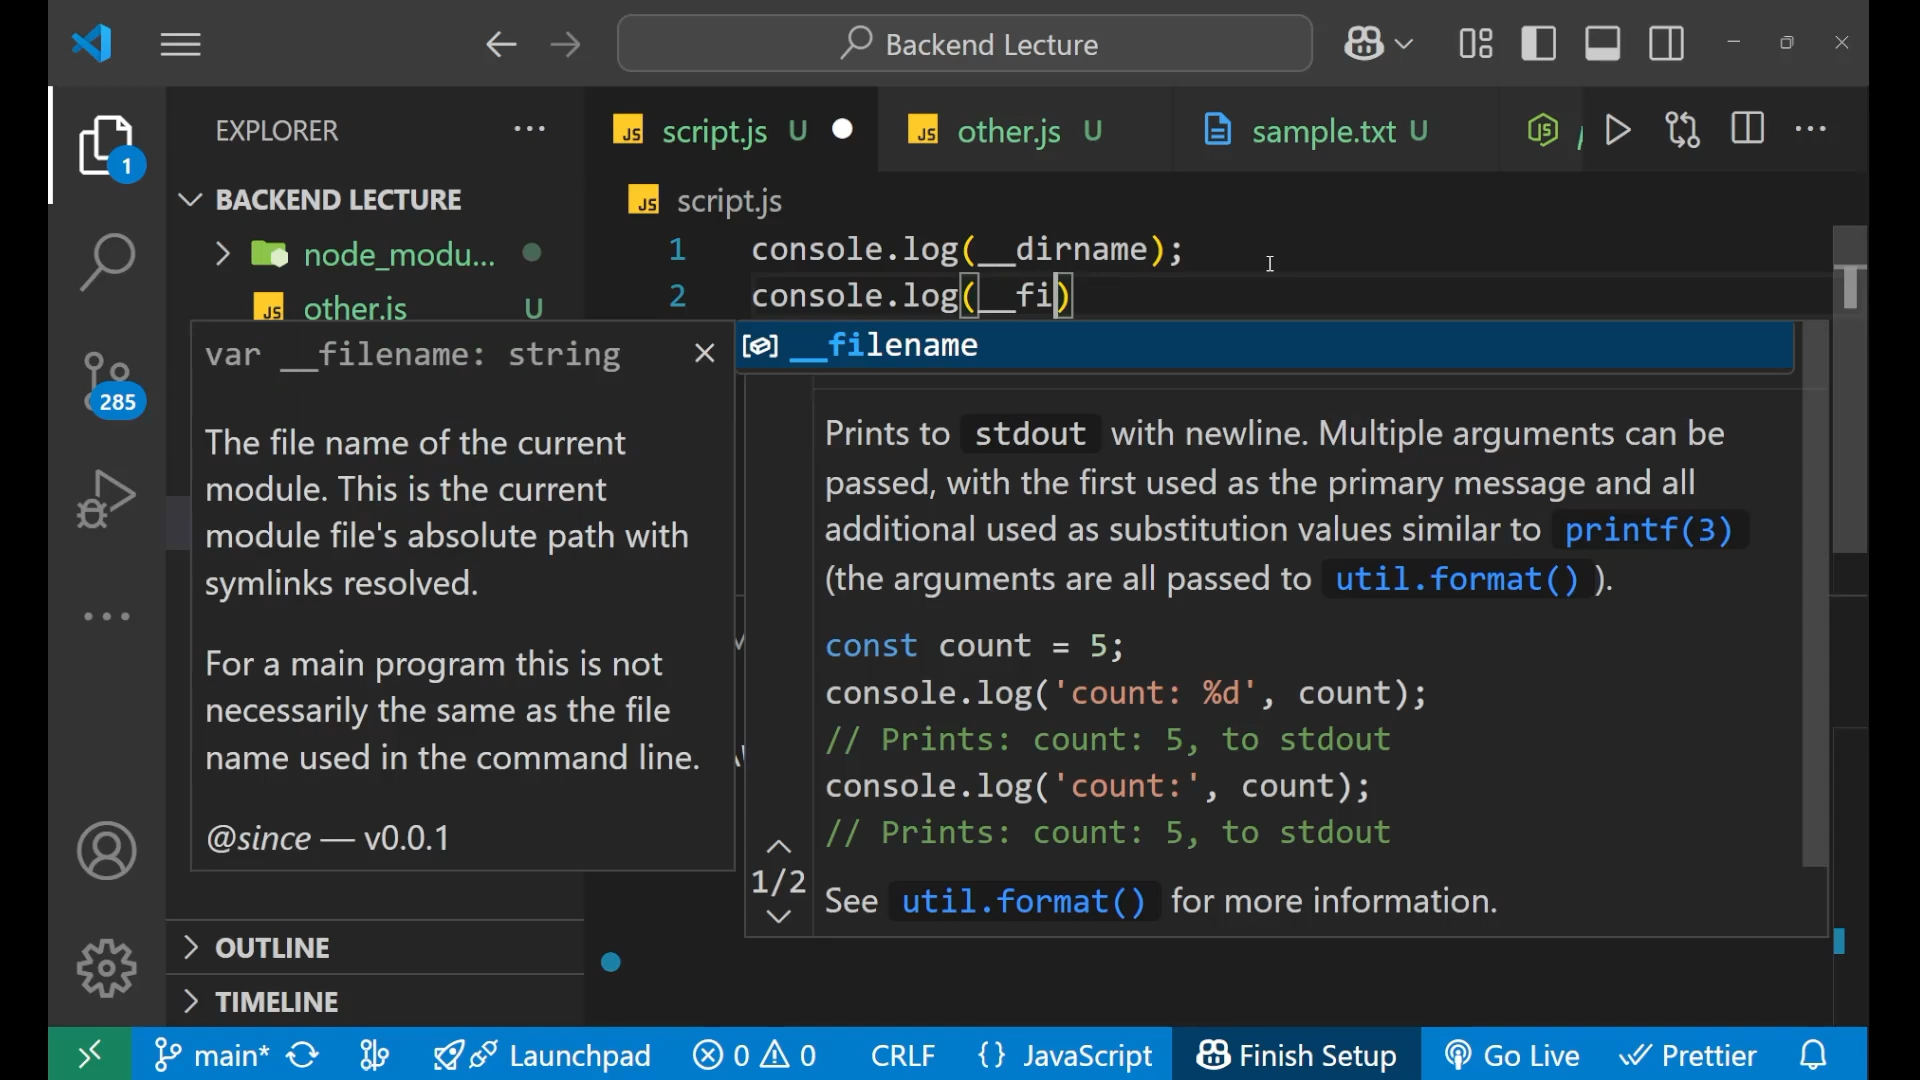 Backend Lecture
EXPLORER
script.js U
other.js U
sample.txt U
1
BACKEND LECTURE
script.js
node_modu...
1 console.log(__dirname);
2 console.log(__fi)
other.js U
var __filename: string
__filename
285
The file name of the current
module. This is the current
module file's absolute path with
symlinks resolved.
For a main program this is not
necessarily the same as the file
name used in the command line.
@since — v0.0.1
Prints to stdout with newline. Multiple arguments can be
passed, with the first used as the primary message and all
additional used as substitution values similar to printf(3)
(the arguments are all passed to util.format() ).
const count = 5;
console.log('count: %d', count);
// Prints: count: 5, to stdout
console.log('count:', count);
// Prints: count: 5, to stdout
1/2
See util.format() for more information.
OUTLINE
TIMELINE
main* Launchpad 0 0 CRLF {} JavaScript Finish Setup Go Live Prettier